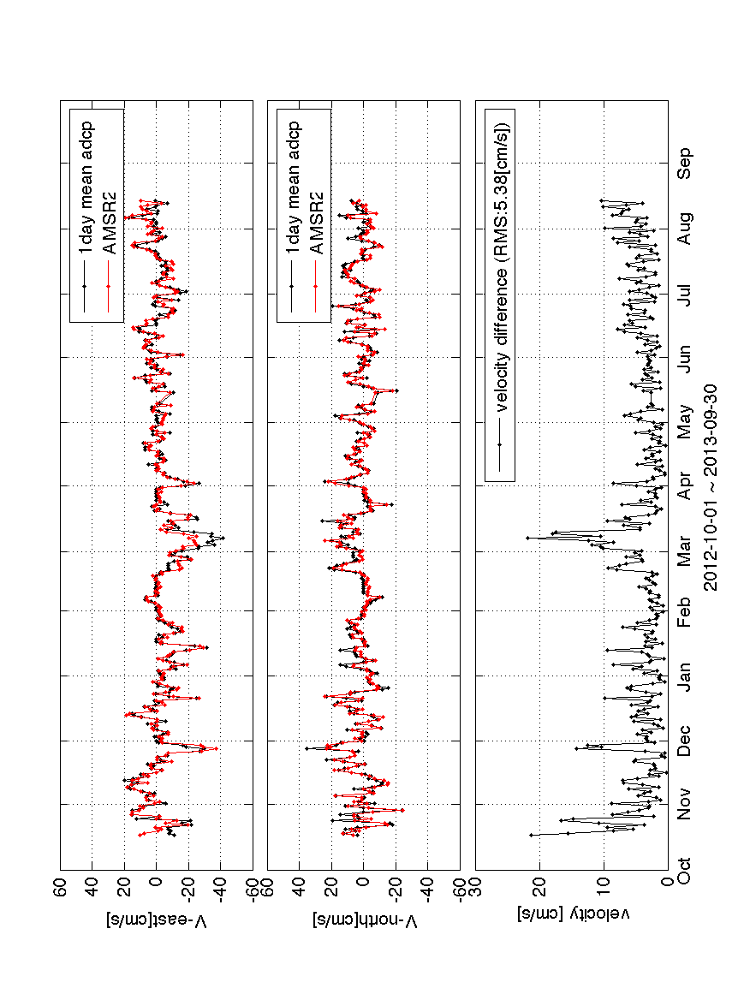 60
40
20
0
-20
-40
-60
V-east[cm/s]
1day mean adcp
AMSR2
60
40
20
0
-20
-40
-60
V-north[cm/s]
1day mean adcp
AMSR2
30
20
10
0
velocity [cm/s]
velocity difference (RMS:5.38[cm/s])
Oct Nov Dec Jan Feb Mar Apr May Jun Jul Aug Sep
2012-10-01 ~ 2013-09-30